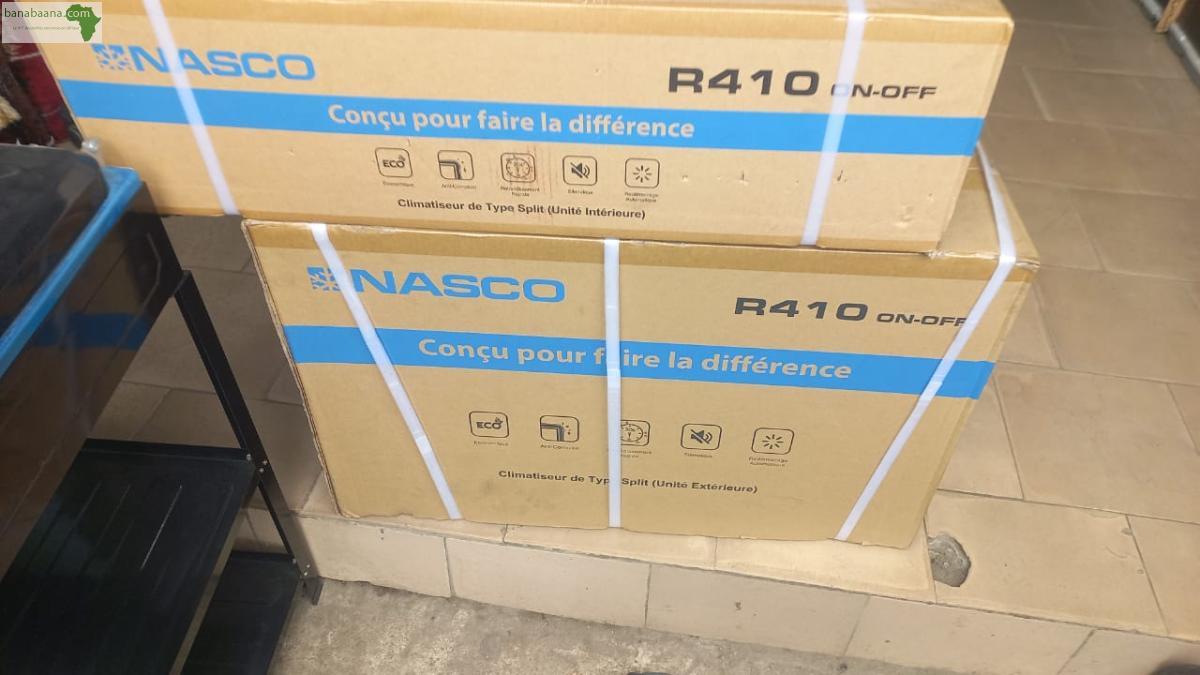 banabaana.com
NASCO
R410 ON-OFF
Conçu pour faire la différence
ECO
Climatiseur de Type Split (Unité Intérieure)
NASCO
R410 ON-OFF
Conçu pour faire la différence
ECO
Climatiseur de Type Split (Unité Extérieure)